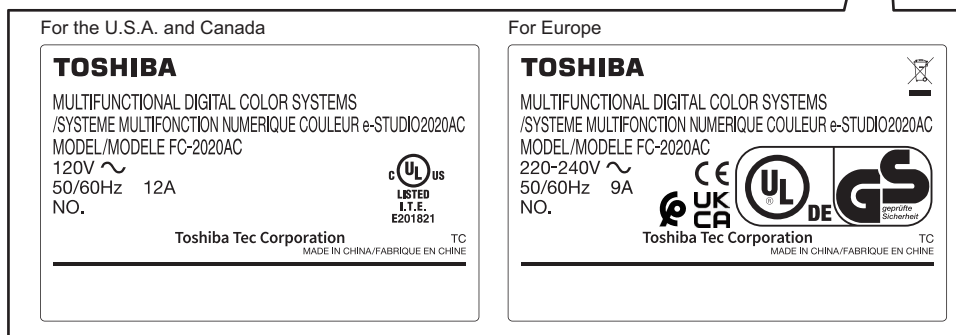 For the U.S.A. and Canada
TOSHIBA
MULTIFUNCTIONAL DIGITAL COLOR SYSTEMS
/SYSTEME MULTIFONCTION NUMERIQUE COULEUR e-STUDIO2020AC
MODEL/MODELE FC-2020AC
120V ~
50/60Hz 12A
NO.
c UL us
LISTED
I.T.E.
E201821
Toshiba Tec Corporation
TC
MADE IN CHINA/FABRIQUE EN CHINE
For Europe
TOSHIBA
MULTIFUNCTIONAL DIGITAL COLOR SYSTEMS
/SYSTEME MULTIFONCTION NUMERIQUE COULEUR e-STUDIO2020AC
MODEL/MODELE FC-2020AC
220-240V ~
50/60Hz 9A
NO.
CE
UK
CA
UL
®
DE
GS
geprüfte
Sicherheit
Toshiba Tec Corporation
TC
MADE IN CHINA/FABRIQUE EN CHINE